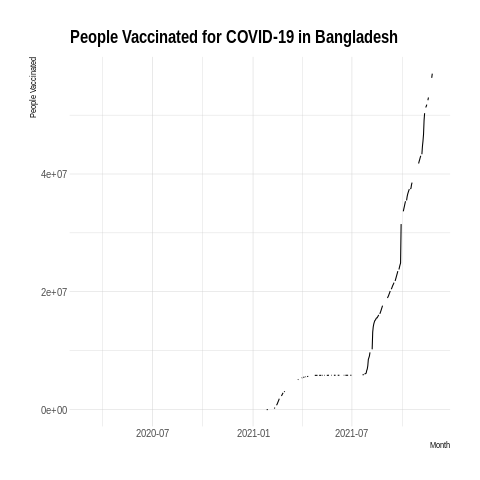 People Vaccinated for COVID-19 in Bangladesh
People Vaccinated
4e+07
2e+07
0e+00
2020-07
2021-01
2021-07
Month